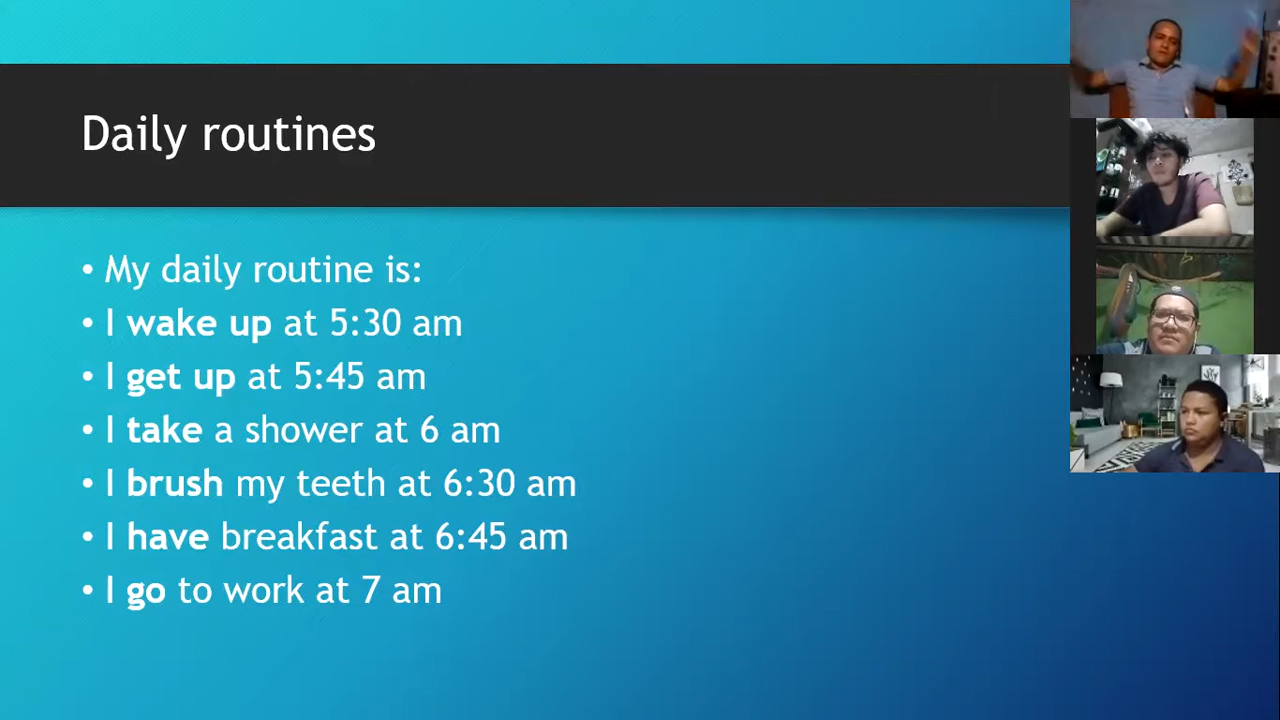 Daily routines
• My daily routine is:
• I wake up at 5:30 am
• I get up at 5:45 am
• I take a shower at 6 am
• I brush my teeth at 6:30 am
• I have breakfast at 6:45 am
• I go to work at 7 am